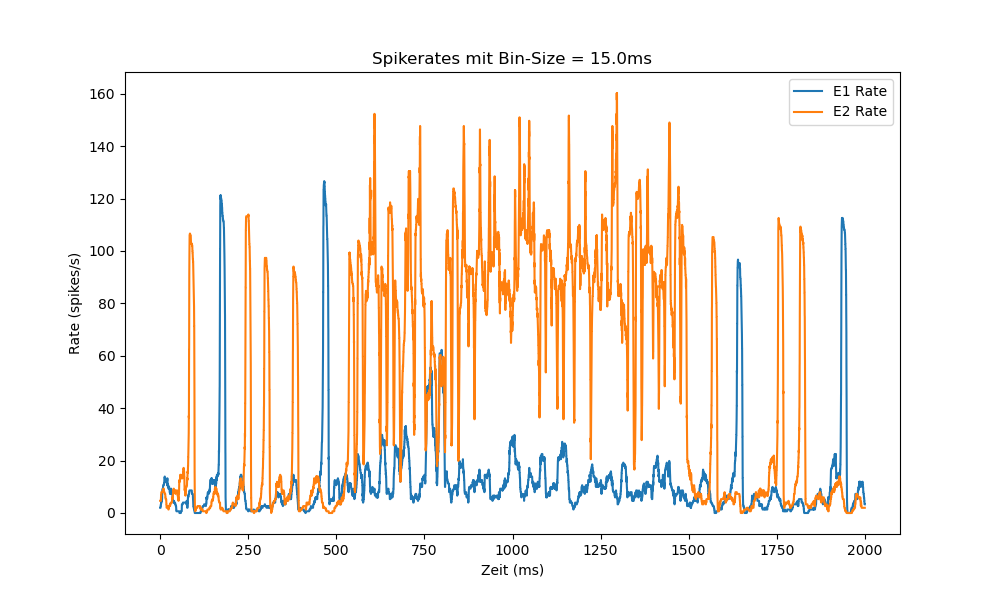 Spikerates mit Bin-Size = 15.0ms
E1 Rate
E2 Rate
160
140
120
100
80
60
40
20
0
Rate (spikes/s)
0 250 500 750 1000 1250 1500 1750 2000
Zeit (ms)